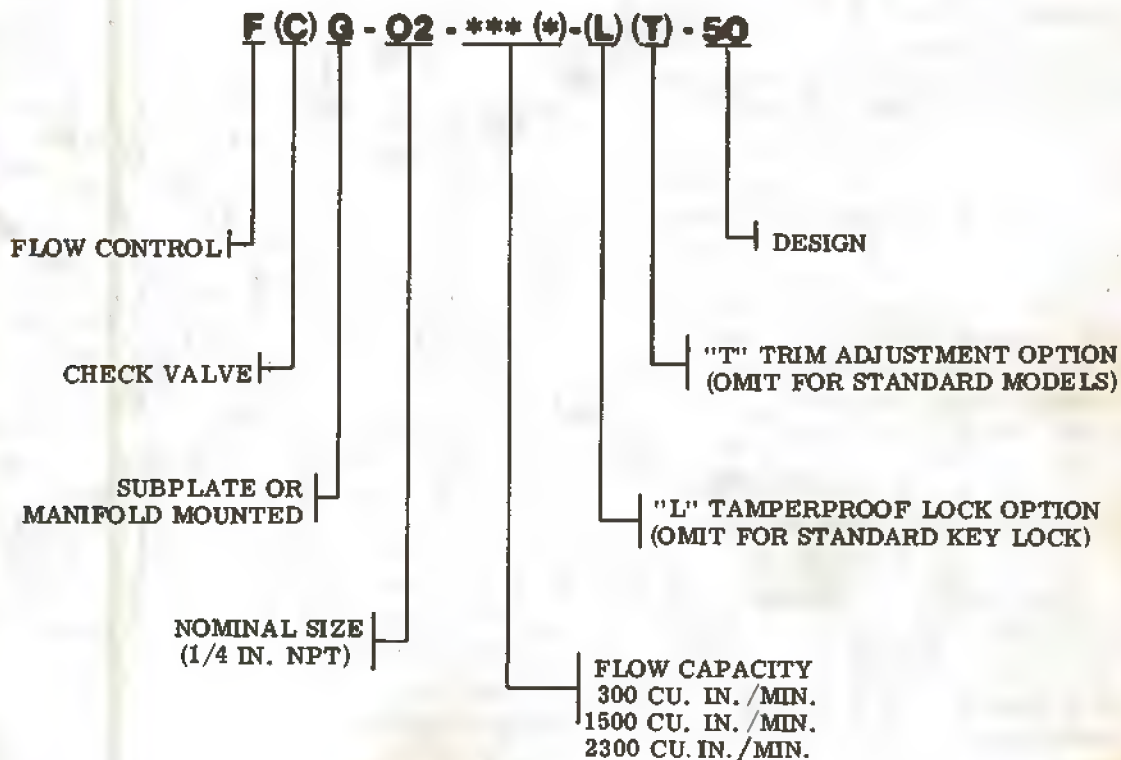 F (C) G - 02 - *** (*) - (L) (T) - 50
FLOW CONTROL
DESIGN
CHECK VALVE
"T" TRIM ADJUSTMENT OPTION
(OMIT FOR STANDARD MODELS)
SUBPLATE OR
MANIFOLD MOUNTED
"L" TAMPERPROOF LOCK OPTION
(OMIT FOR STANDARD KEY LOCK)
NOMINAL SIZE
(1/4 IN. NPT)
FLOW CAPACITY
300 CU. IN. /MIN.
1500 CU. IN. /MIN.
2300 CU. IN. /MIN.